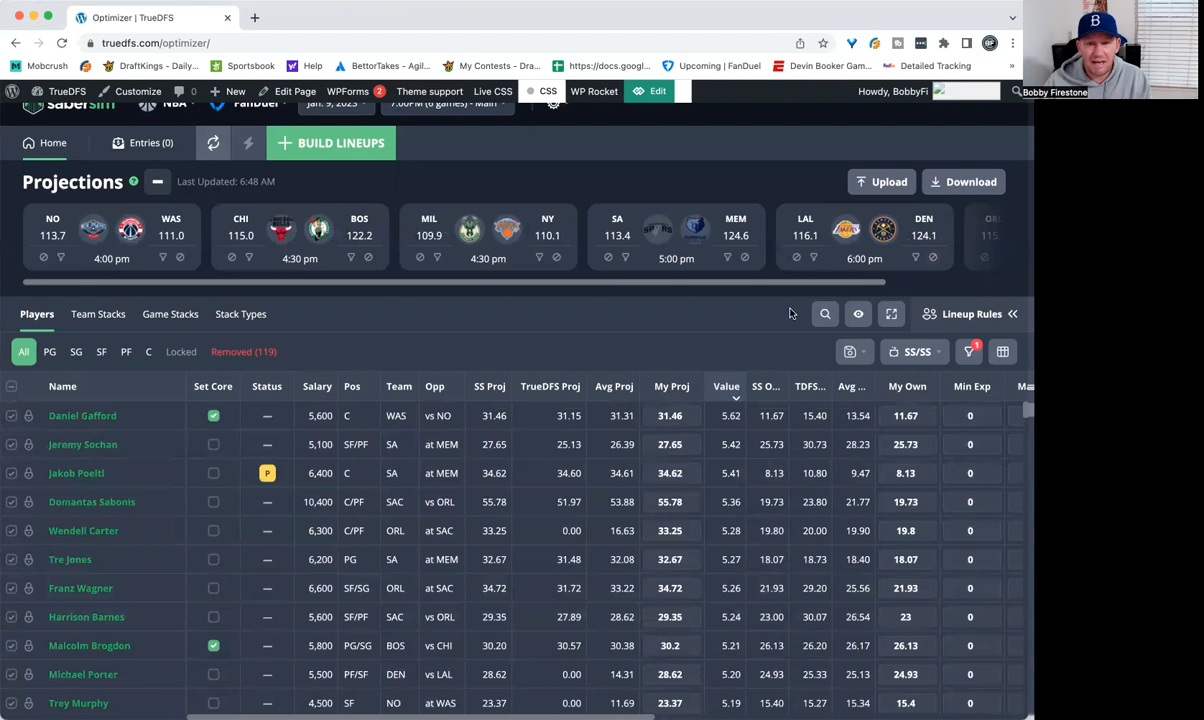 Optimizer | TrueDFS
truedfs.com/optimizer/
Mobcrush DraftKings - Daily... Sportsbook Help BettorTakes - Agil... My Contests - Dra... https://docs.googl... Upcoming | FanDuel Devin Booker Gam... Detailed Tracking »
TrueDFS Customize 0 New Edit Page WPForms 2 Theme support Live CSS CSS WP Rocket Edit Howdy, BobbyFi
Bobby Firestone
sabersim NBA FanDuel Jan. 9, 2023 7:00PM (6 games) - Main
Home Entries (0) + BUILD LINEUPS
Projections ? Last Updated: 6:48 AM Upload Download
NO WAS CHI BOS MIL NY SA MEM LAL DEN ORL
113.7 111.0 115.0 122.2 109.9 110.1 113.4 124.6 116.1 124.1 115.
4:00 pm 4:30 pm 4:30 pm 5:00 pm 6:00 pm
Players Team Stacks Game Stacks Stack Types Lineup Rules
All PG SG SF PF C Locked Removed (119) SS/SS 1
Name Set Core Status Salary Pos Team Opp SS Proj TrueDFS Proj Avg Proj My Proj Value SS O... TDFS... Avg ... My Own Min Exp
Daniel Gafford — 5,600 C WAS vs NO 31.46 31.15 31.31 31.46 5.62 11.67 15.40 13.54 11.67 0
Jeremy Sochan — 5,100 SF/PF SA at MEM 27.65 25.13 26.39 27.65 5.42 25.73 30.73 28.23 25.73 0
Jakob Poeltl P 6,400 C SA at MEM 34.62 34.60 34.61 34.62 5.41 8.13 10.80 9.47 8.13 0
Domantas Sabonis — 10,400 C/PF SAC vs ORL 55.78 51.97 53.88 55.78 5.36 19.73 23.80 21.77 19.73 0
Wendell Carter — 6,300 C/PF ORL at SAC 33.25 0.00 16.63 33.25 5.28 19.80 20.00 19.90 19.8 0
Tre Jones — 6,200 PG SA at MEM 32.67 31.48 32.08 32.67 5.27 18.07 18.73 18.40 18.07 0
Franz Wagner — 6,600 SF/SG ORL at SAC 34.72 31.72 33.22 34.72 5.26 21.93 29.20 25.56 21.93 0
Harrison Barnes — 5,600 SF/PF SAC vs ORL 29.35 27.89 28.62 29.35 5.24 23.00 30.07 26.54 23 0
Malcolm Brogdon — 5,800 PG/SG BOS vs CHI 30.20 30.57 30.38 30.2 5.21 26.13 26.20 26.17 26.13 0
Michael Porter — 5,500 PF/SF DEN vs LAL 28.62 0.00 14.31 28.62 5.20 24.93 25.33 25.13 24.93 0
Trey Murphy — 4,500 SF NO at WAS 23.37 0.00 11.69 23.37 5.19 15.40 15.27 15.34 15.4 0